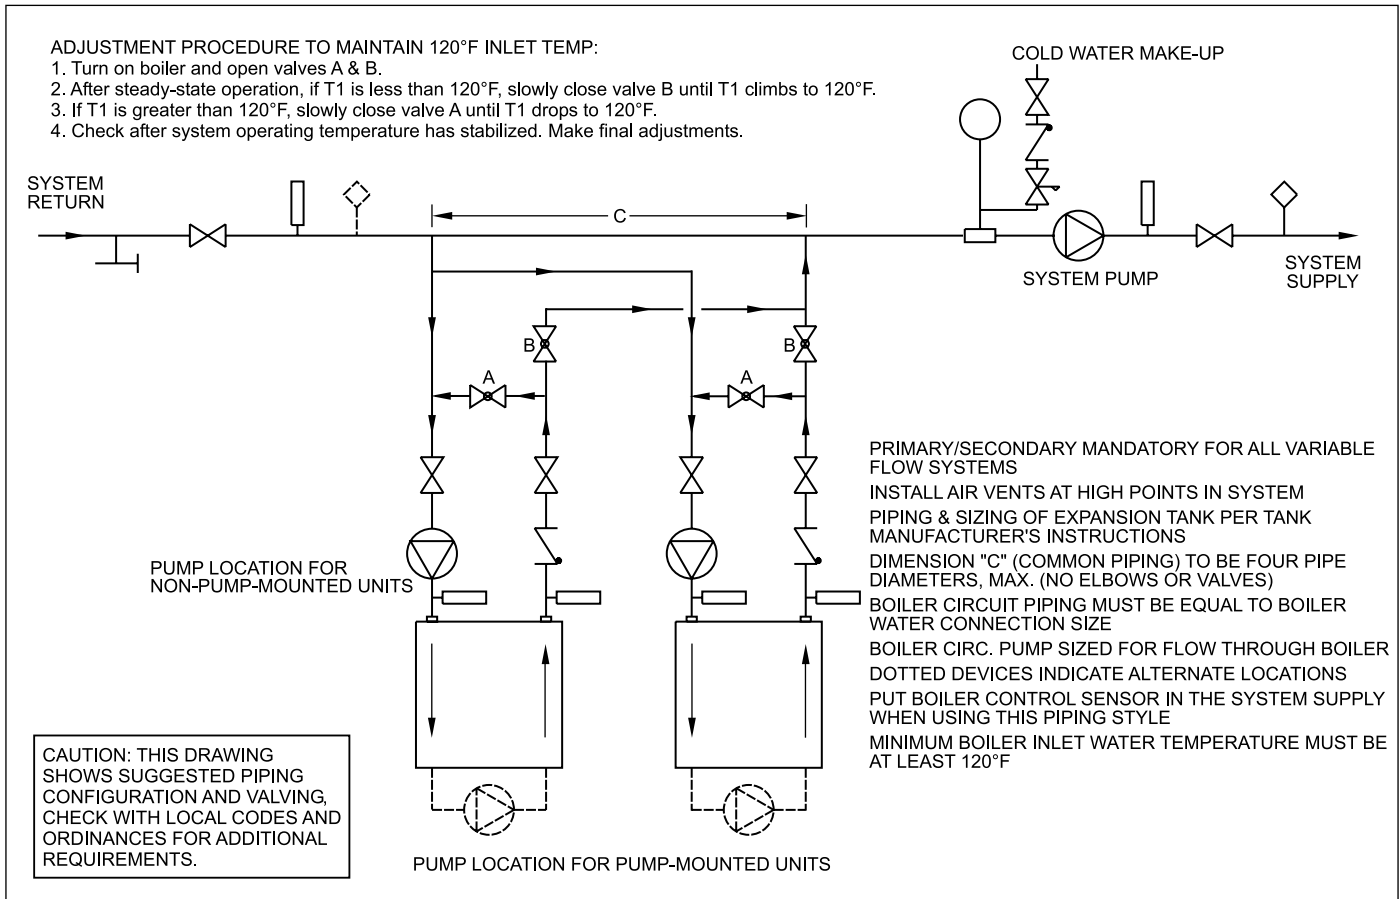 ADJUSTMENT PROCEDURE TO MAINTAIN 120°F INLET TEMP:
1. Turn on boiler and open valves A & B.
2. After steady-state operation, if T1 is less than 120°F, slowly close valve B until T1 climbs to 120°F.
3. If T1 is greater than 120°F, slowly close valve A until T1 drops to 120°F.
4. Check after system operating temperature has stabilized. Make final adjustments.
COLD WATER MAKE-UP
SYSTEM
RETURN
C
SYSTEM PUMP
SYSTEM
SUPPLY
B
B
A
A
PRIMARY/SECONDARY MANDATORY FOR ALL VARIABLE
FLOW SYSTEMS
INSTALL AIR VENTS AT HIGH POINTS IN SYSTEM
PIPING & SIZING OF EXPANSION TANK PER TANK
MANUFACTURER'S INSTRUCTIONS
DIMENSION "C" (COMMON PIPING) TO BE FOUR PIPE
DIAMETERS, MAX. (NO ELBOWS OR VALVES)
BOILER CIRCUIT PIPING MUST BE EQUAL TO BOILER
WATER CONNECTION SIZE
BOILER CIRC. PUMP SIZED FOR FLOW THROUGH BOILER
DOTTED DEVICES INDICATE ALTERNATE LOCATIONS
PUT BOILER CONTROL SENSOR IN THE SYSTEM SUPPLY
WHEN USING THIS PIPING STYLE
MINIMUM BOILER INLET WATER TEMPERATURE MUST BE
AT LEAST 120°F
PUMP LOCATION FOR
NON-PUMP-MOUNTED UNITS
CAUTION: THIS DRAWING
SHOWS SUGGESTED PIPING
CONFIGURATION AND VALVING,
CHECK WITH LOCAL CODES AND
ORDINANCES FOR ADDITIONAL
REQUIREMENTS.
PUMP LOCATION FOR PUMP-MOUNTED UNITS